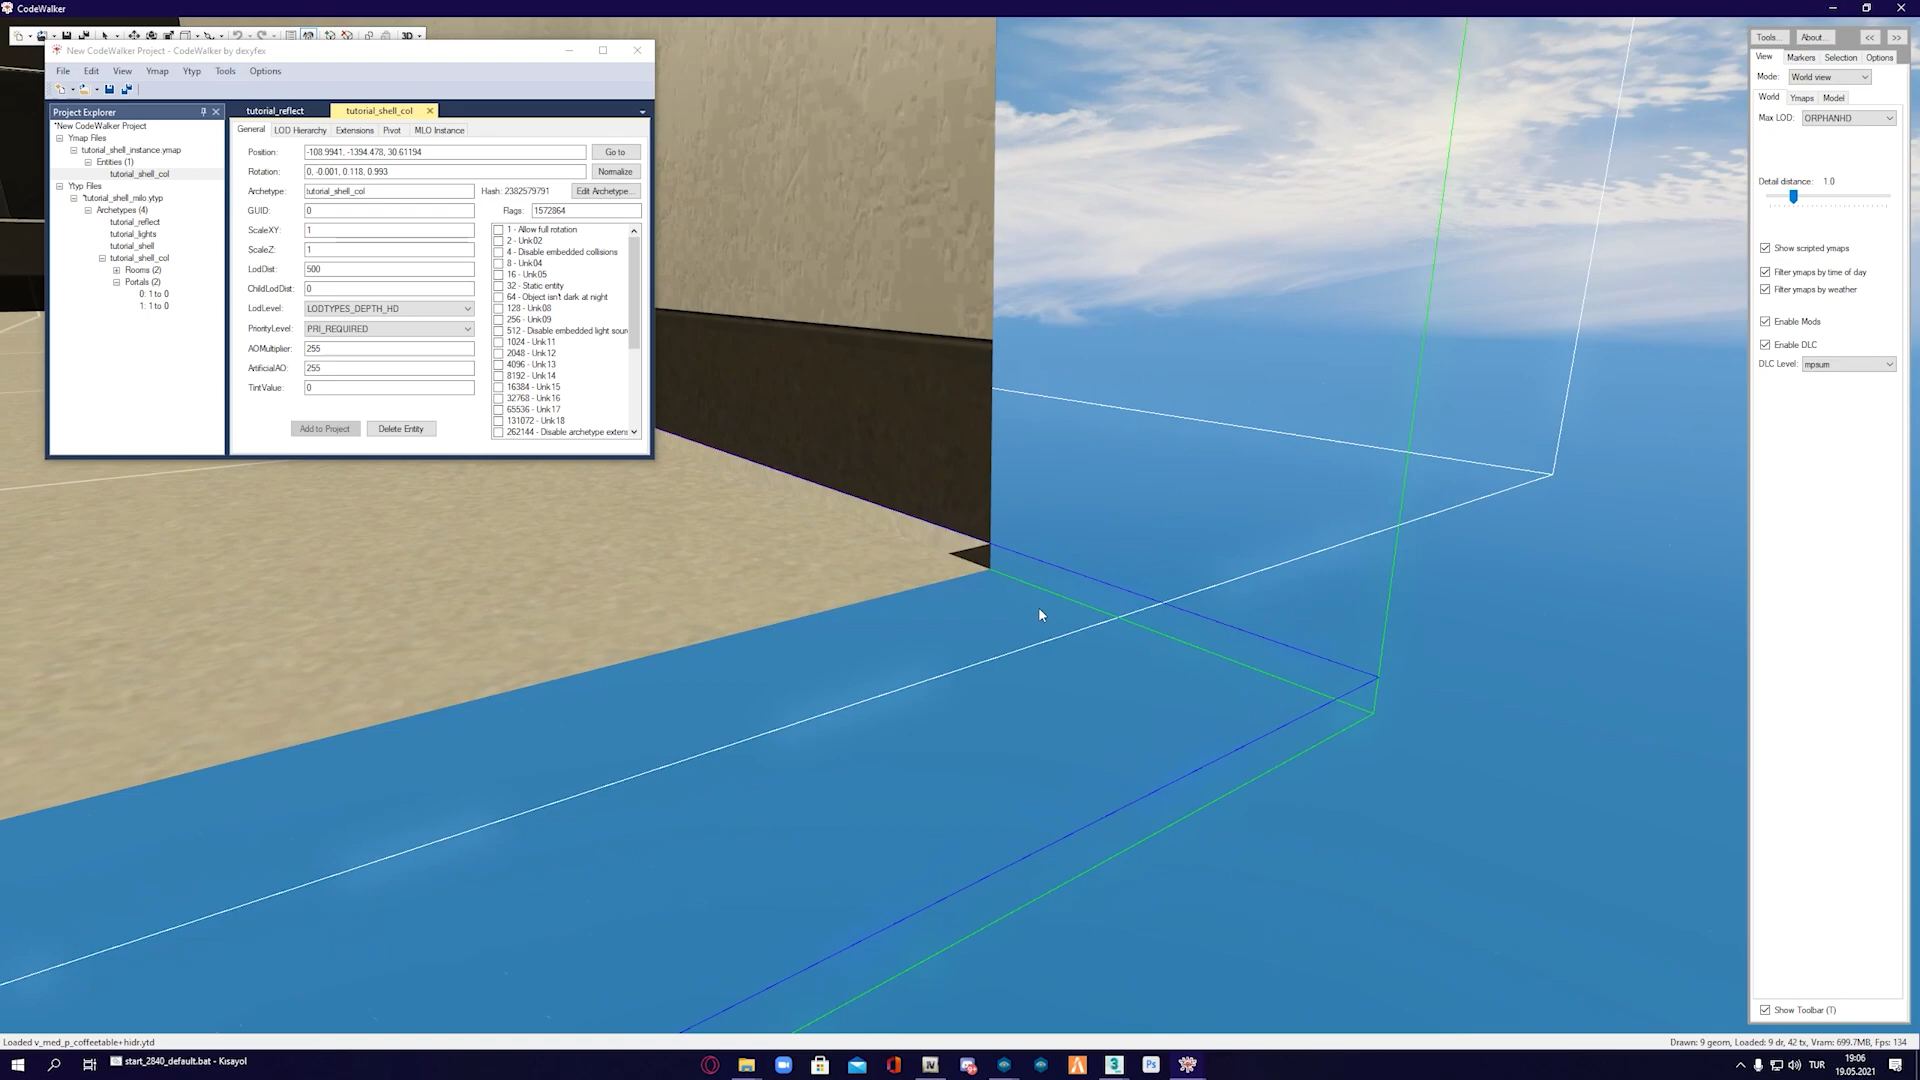 CodeWalker
3D
New CodeWalker Project - CodeWalker by dexyfex
File Edit View Ymap Ytyp Tools Options
Project Explorer
*New CodeWalker Project
Ymap Files
tutorial_shell_instance.ymap
Entities (1)
tutorial_shell_col
Ytyp Files
*tutorial_shell_milo.ytyp
Archetypes (4)
tutorial_reflect
tutorial_lights
tutorial_shell
tutorial_shell_col
Rooms (2)
Portals (2)
0: 1 to 0
1: 1 to 0
tutorial_reflect tutorial_shell_col
General LOD Hierarchy Extensions Pivot MLO Instance
Position: -108.9941, -1394.478, 30.61194 Go to
Rotation: 0, -0.001, 0.118, 0.993 Normalize
Archetype: tutorial_shell_col Hash: 2382579791 Edit Archetype...
GUID: 0 Flags: 1572864
ScaleXY: 1
ScaleZ: 1
LodDist: 500
ChildLodDist: 0
LodLevel: LODTYPES_DEPTH_HD
PriorityLevel: PRI_REQUIRED
AOMultiplier: 255
ArtificialAO: 255
TintValue: 0
Add to Project Delete Entity
1 - Allow full rotation
2 - Unk02
4 - Disable embedded collisions
8 - Unk04
16 - Unk05
32 - Static entity
64 - Object isn't dark at night
128 - Unk08
256 - Unk09
512 - Disable embedded light sour
1024 - Unk11
2048 - Unk12
4096 - Unk13
8192 - Unk14
16384 - Unk15
32768 - Unk16
65536 - Unk17
131072 - Unk18
262144 - Disable archetype exten
Tools... About... << >>
View Markers Selection Options
Mode: World view
World Ymaps Model
Max LOD: ORPHANHD
Detail distance: 1.0
Show scripted ymaps
Filter ymaps by time of day
Filter ymaps by weather
Enable Mods
Enable DLC
DLC Level: mpsum
Show Toolbar (T)
Loaded v_med_p_coffeetable+hidr.ytd
Drawn: 9 geom, Loaded: 9 dr, 42 tx, Vram: 699.7MB, Fps: 134
start_2840_default.bat - Kısayol
IV
3
Ps
TUR
19:06
19.05.2021